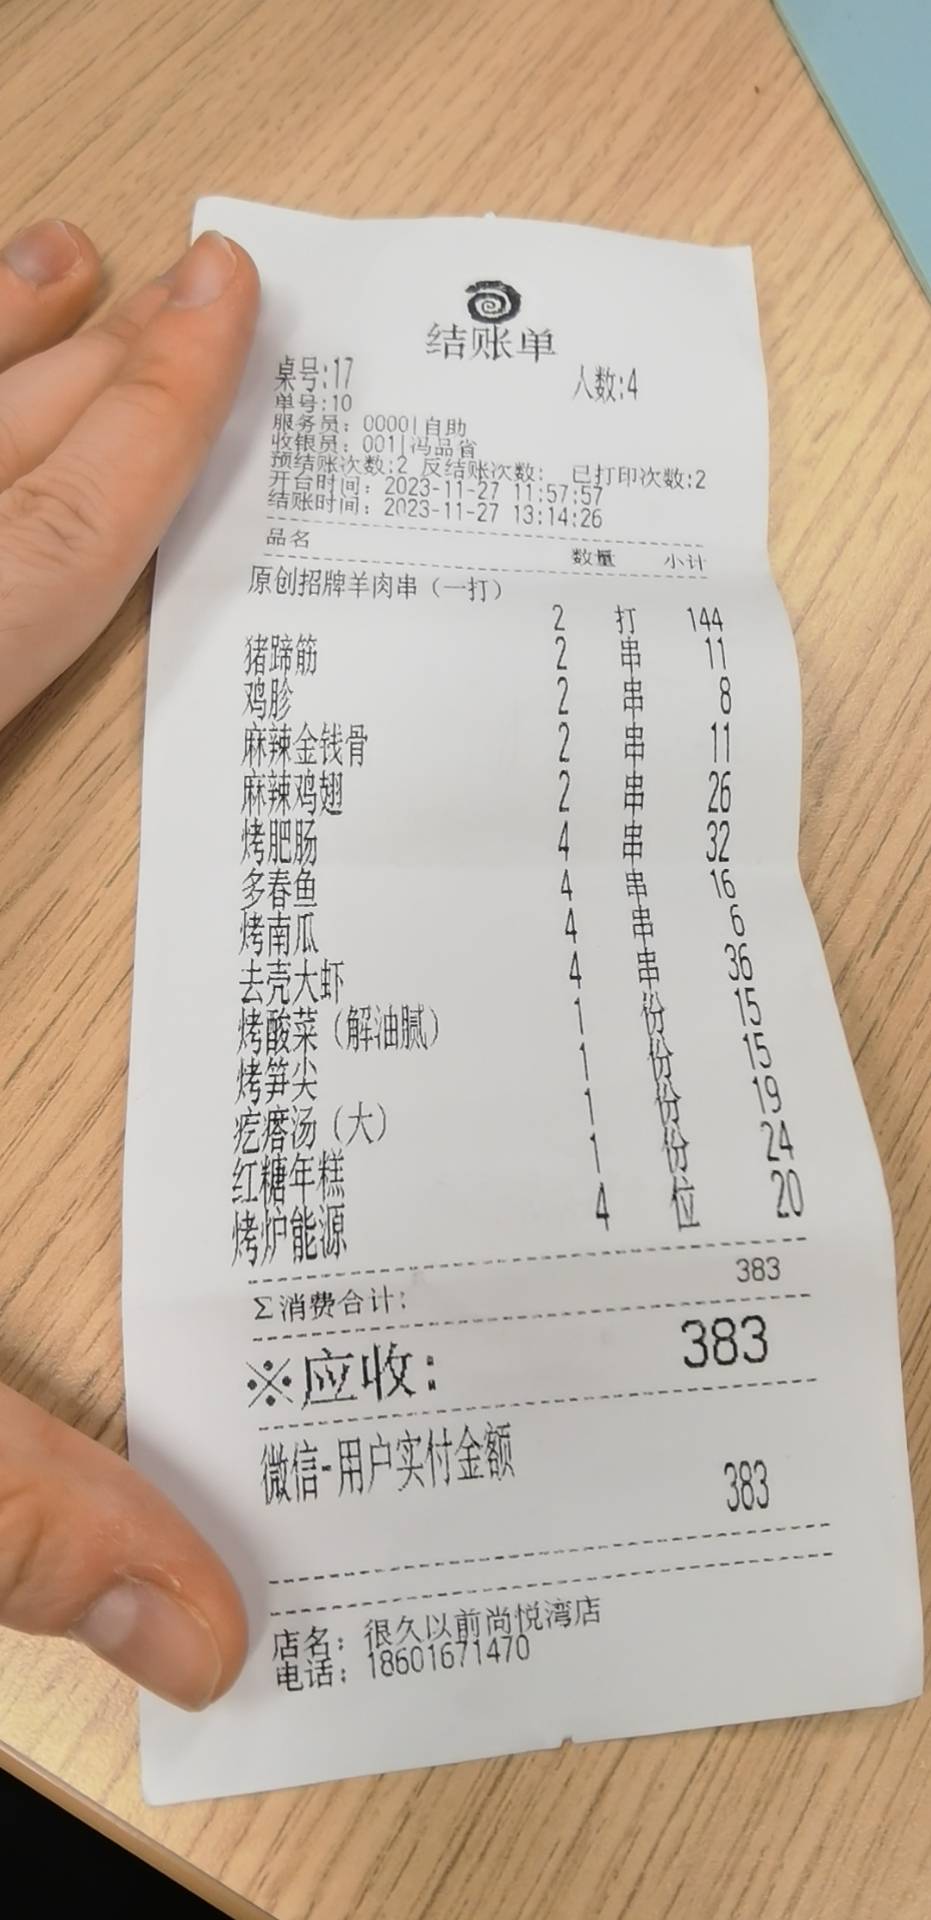 结账单
桌号:17 人数:4
单号:10
服务员: 0000|自助
收银员: 001|冯品省
预结账次数:2 反结账次数: 已打印次数:2
开台时间: 2023-11-27 11:57:57
结账时间: 2023-11-27 13:14:26
品名 数量 小计
原创招牌羊肉串（一打）
2 打 144
猪蹄筋 2 串 11
鸡胗 2 串 8
麻辣金钱骨 2 串 11
麻辣鸡翅 2 串 26
烤肥肠 4 串 32
多春鱼 4 串 16
烤南瓜 4 串 6
去壳大虾 4 串 36
烤酸菜（解油腻） 1 份 15
烤笋尖 1 份 15
疙瘩汤（大） 1 份 19
红糖年糕 1 份 24
烤炉能源 4 位 20
Σ消费合计: 383
※应收: 383
微信-用户实付金额
383
店名: 很久以前尚悦湾店
电话: 18601671470